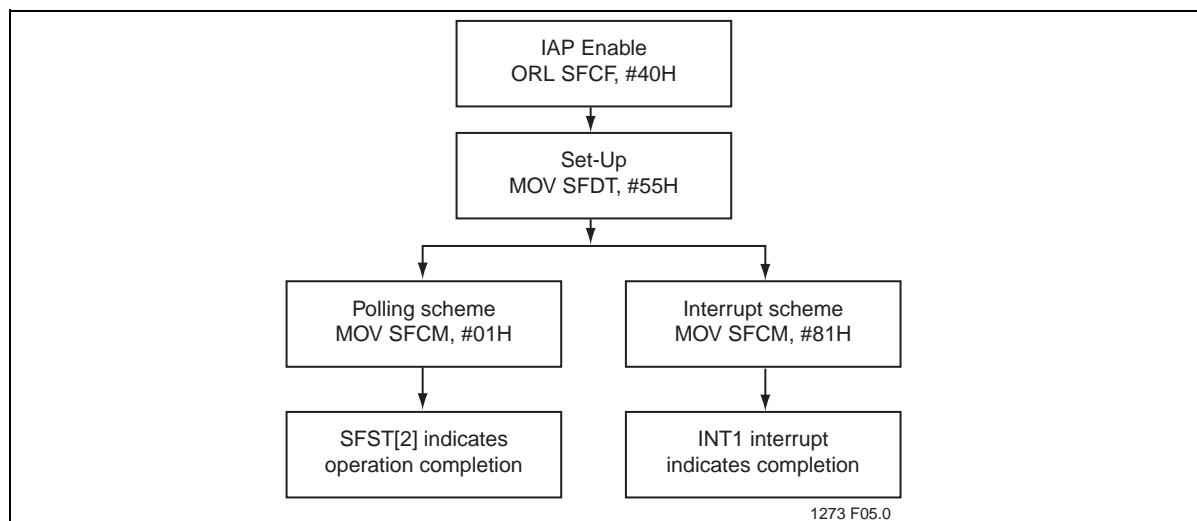 IAP Enable
ORL SFCF, #40H
Set-Up
MOV SFDT, #55H
Polling scheme
MOV SFCM, #01H
Interrupt scheme
MOV SFCM, #81H
SFST[2] indicates
operation completion
INT1 interrupt
indicates completion
1273 F05.0